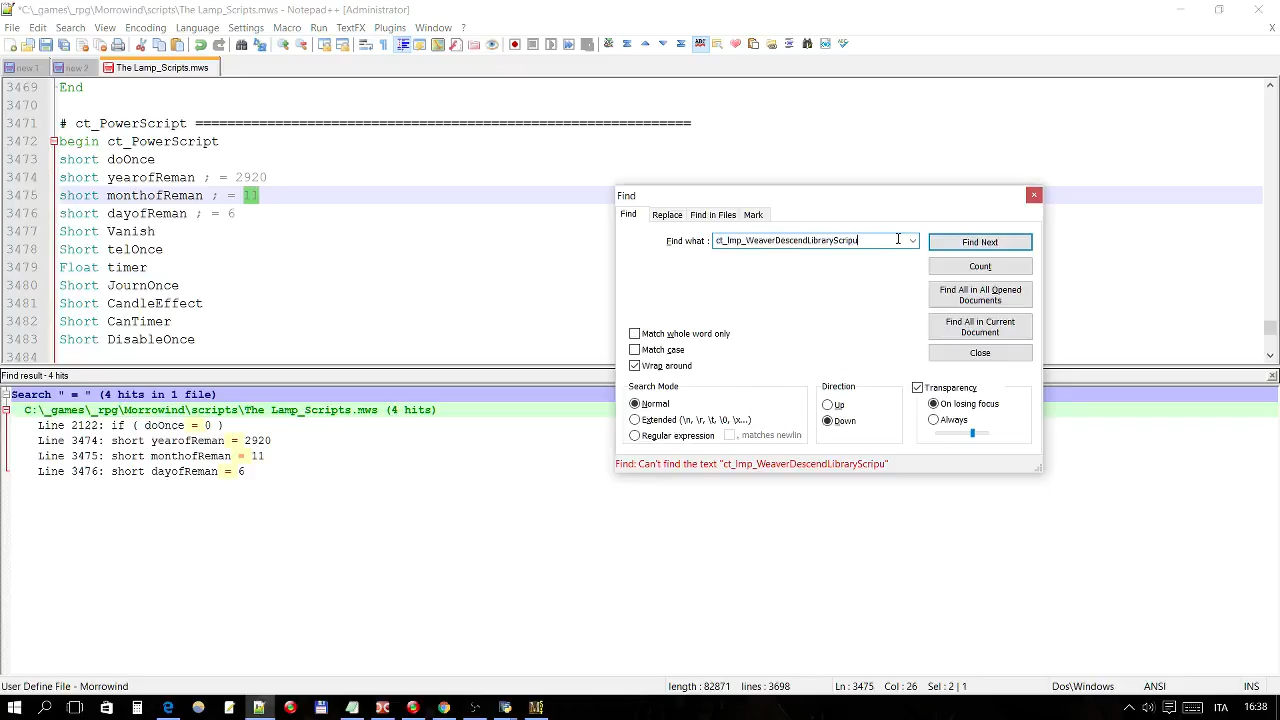 *C:\_games\_rpg\Morrowind\scripts\The Lamp_Scripts.mws - Notepad++ [Administrator]
File Edit Search View Encoding Language Settings Macro Run TextFX Plugins Window ? X
new 1 new 2 The Lamp_Scripts.mws
3469 End
3470
3471 # ct_PowerScript ==============================================================
3472 begin ct_PowerScript
3473 short doOnce
3474 short yearofReman ; = 2920
3475 short monthofReman ; = 11
3476 short dayofReman ; = 6
3477 Short Vanish
3478 Short telOnce
3479 Float timer
3480 Short JournOnce
3481 Short CandleEffect
3482 Short CanTimer
3483 Short DisableOnce
3484
Find
Find Replace Find in Files Mark
Find what : ct_Imp_WeaverDescendLibraryScripu
Find Next
Count
Find All in All Opened Documents
Find All in Current Document
Close
Match whole word only
Match case
Wrap around
Search Mode
Normal
Extended (\n, \r, \t, \0, \x...)
Regular expression . matches newlin
Direction
Up
Down
Transparency
On losing focus
Always
Find: Can't find the text "ct_Imp_WeaverDescendLibraryScripu"
Find result - 4 hits
Search " = " (4 hits in 1 file)
C:\_games\_rpg\Morrowind\scripts\The Lamp_Scripts.mws (4 hits)
Line 2122: if ( doOnce = 0 )
Line 3474: short yearofReman = 2920
Line 3475: short monthofReman = 11
Line 3476: short dayofReman = 6
User Define File - Morrowind length : 82871 lines : 3698 Ln : 3475 Col : 26 Sel : 2 | 1 Dos\Windows ANSI INS
ITA 16:38